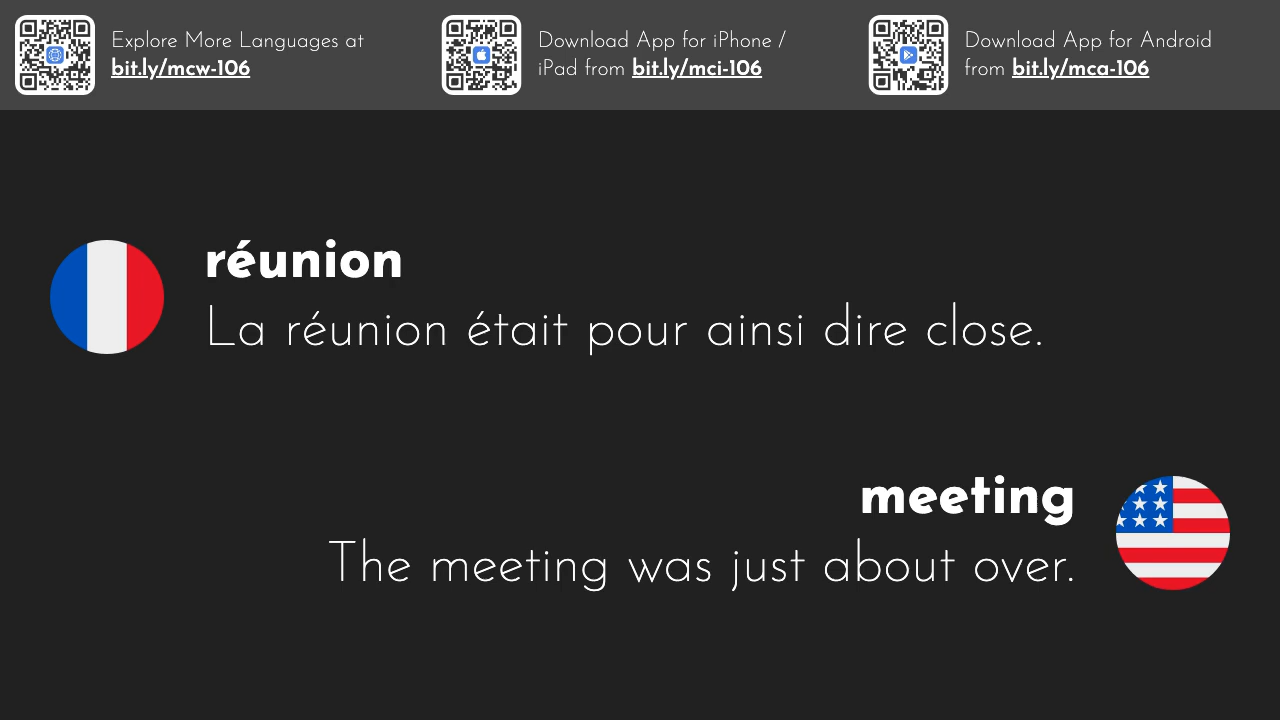 Explore More Languages at
bit.ly/mcw-106
Download App for iPhone /
iPad from bit.ly/mci-106
Download App for Android
from bit.ly/mca-106
réunion
La réunion était pour ainsi dire close.
meeting
The meeting was just about over.